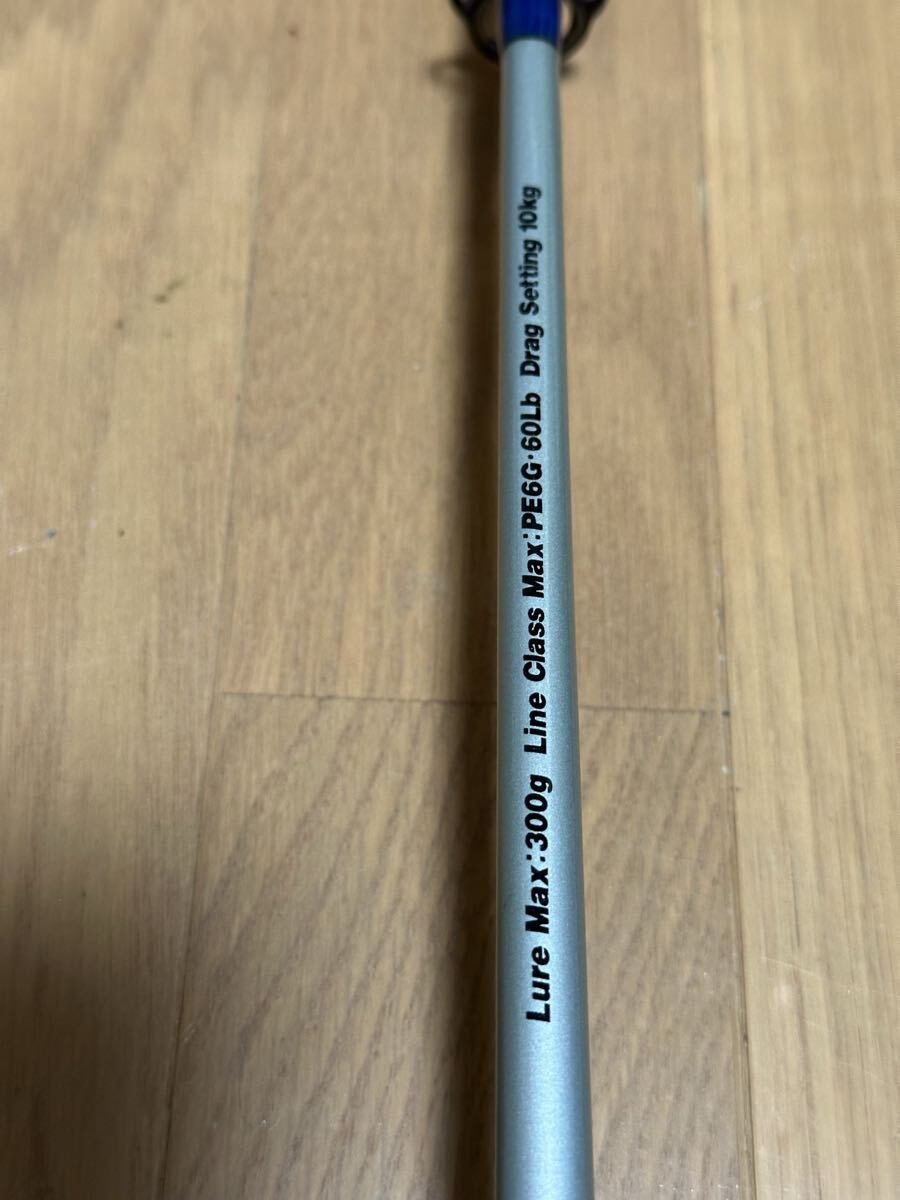 Lure Max:300g Line Class Max:PE6G·60Lb Drag Setting 10kg